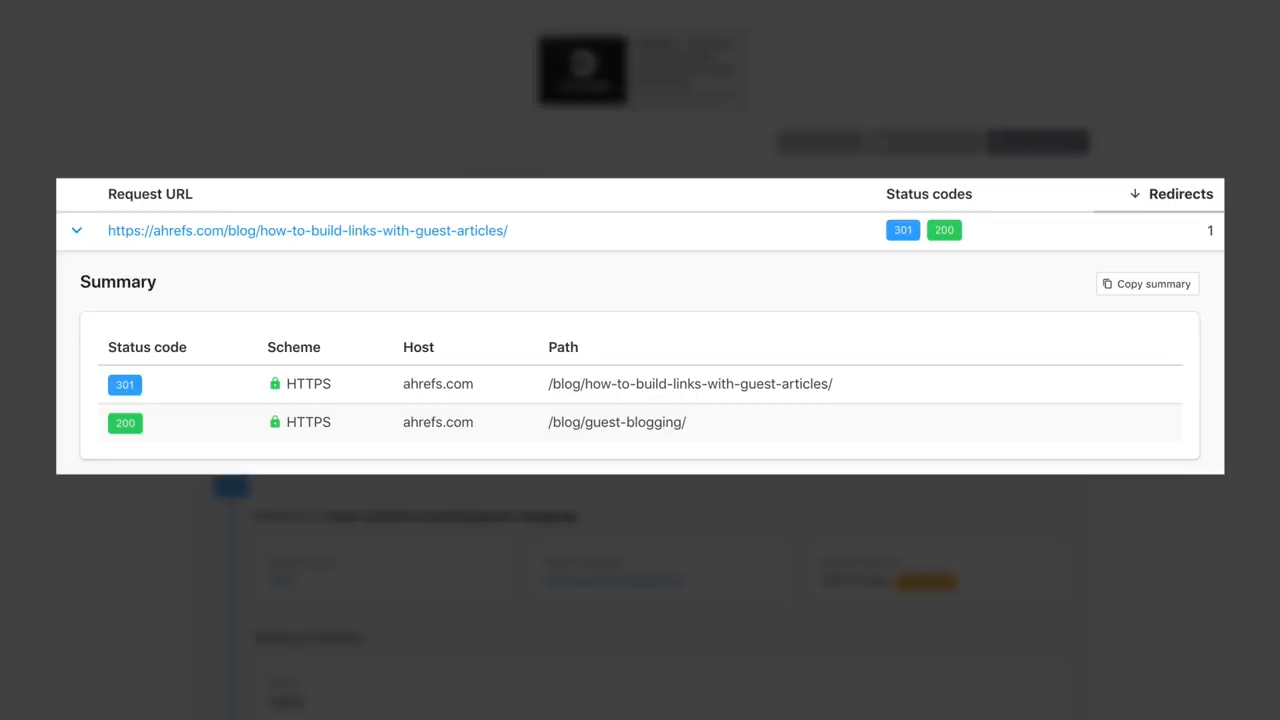 Request URL Status codes Redirects
https://ahrefs.com/blog/how-to-build-links-with-guest-articles/ 301 200 1
Summary Copy summary
Status code Scheme Host Path
301 HTTPS ahrefs.com /blog/how-to-build-links-with-guest-articles/
200 HTTPS ahrefs.com /blog/guest-blogging/